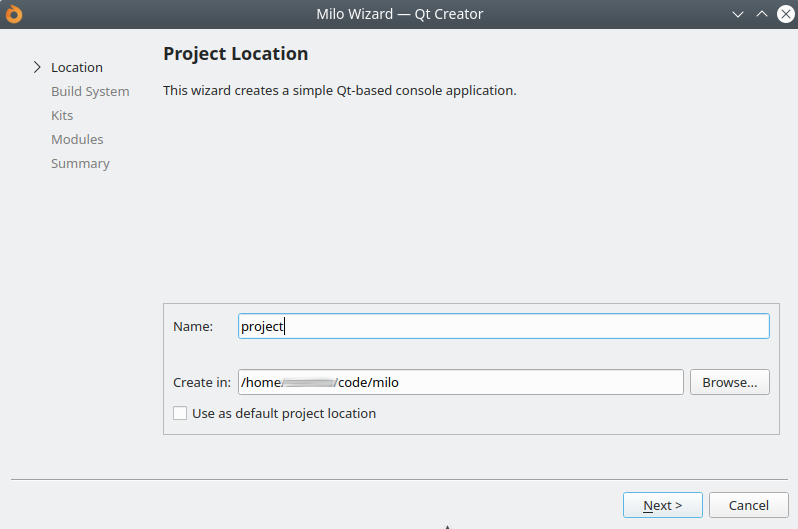 Milo Wizard — Qt Creator
Location
Build System
Kits
Modules
Summary
Project Location
This wizard creates a simple Qt-based console application.
Name: project
Create in: /home/ /code/milo Browse...
Use as default project location
Next > Cancel